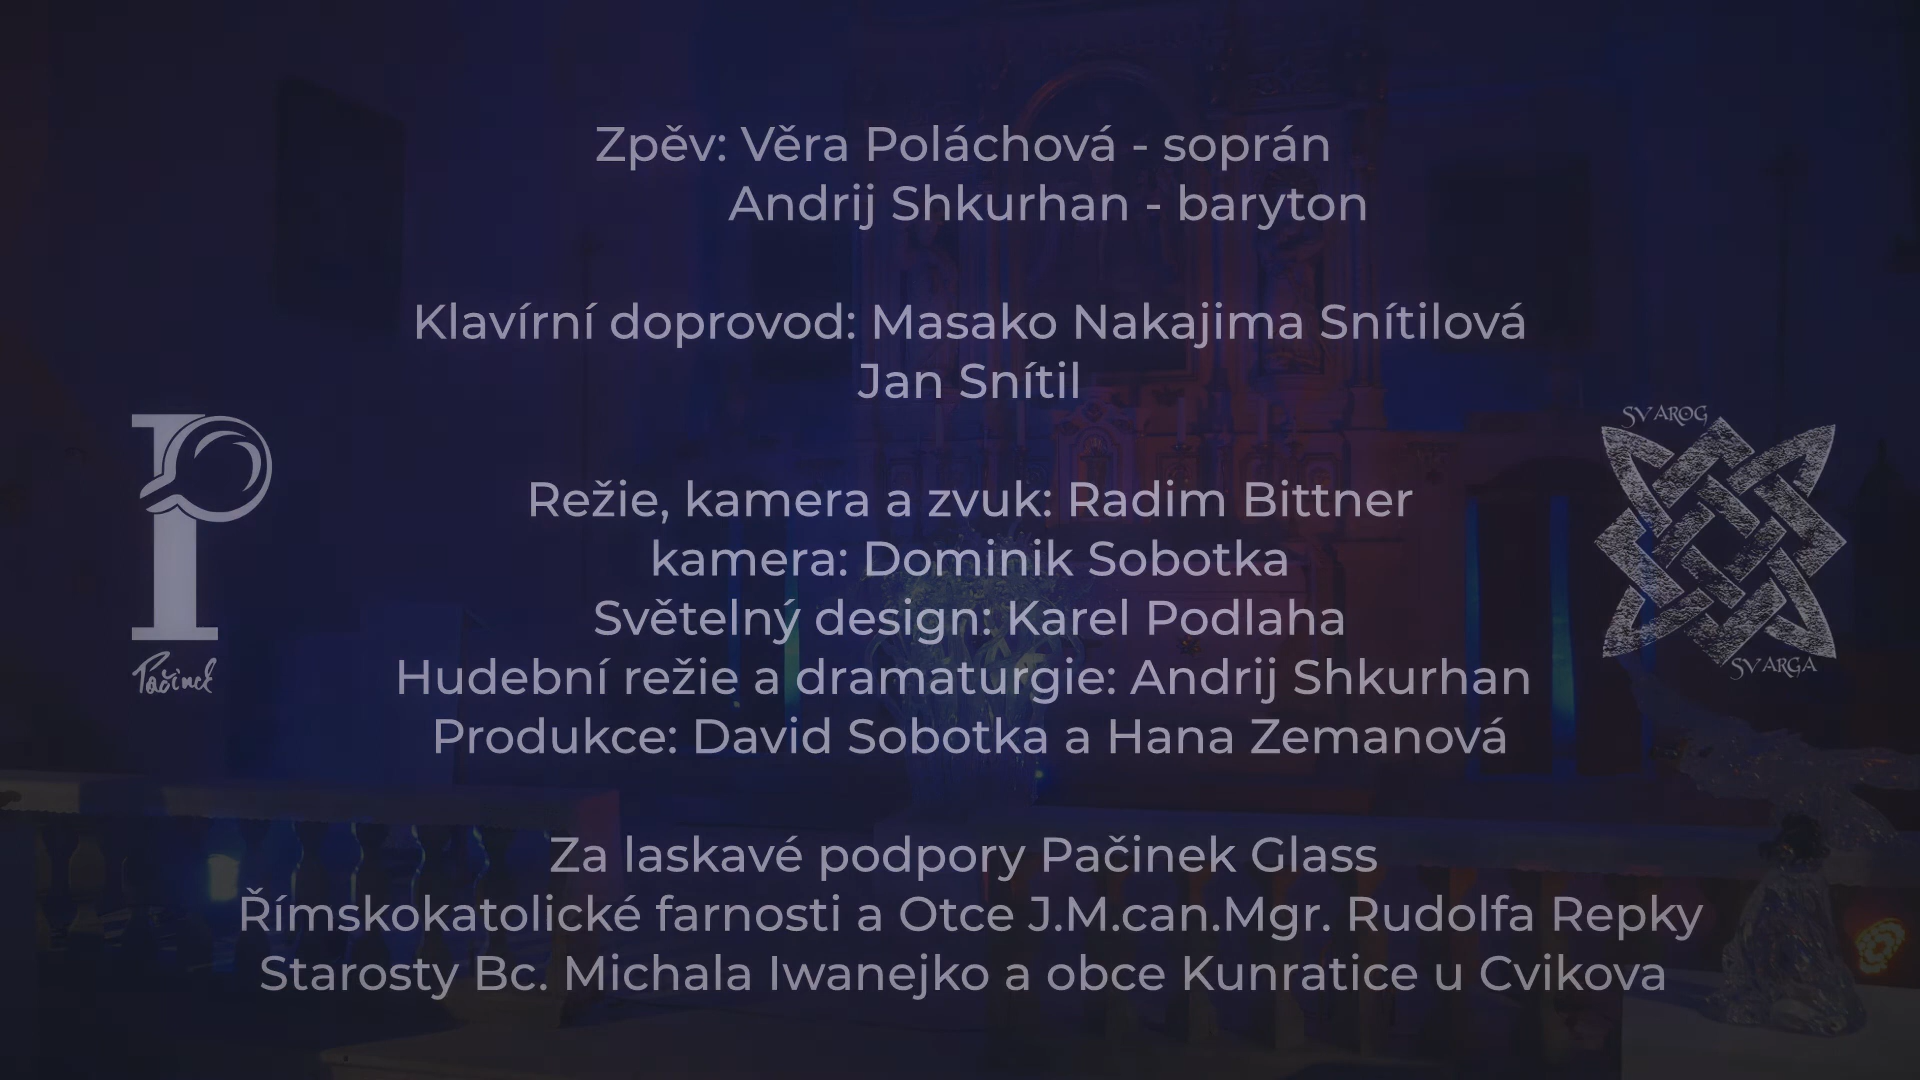 Zpěv: Věra Poláchová - soprán
Andrij Shkurhan - baryton
Klavírní doprovod: Masako Nakajima Snítilová
Jan Snítil
Režie, kamera a zvuk: Radim Bittner
kamera: Dominik Sobotka
Světelný design: Karel Podlaha
Hudební režie a dramaturgie: Andrij Shkurhan
Produkce: David Sobotka a Hana Zemanová
Za laskavé podpory Pačinek Glass
Římskokatolické farnosti a Otce J.M.can.Mgr. Rudolfa Repky
Starosty Bc. Michala Iwanejko a obce Kunratice u Cvikova
Pačinek
SVAROG
SVARGA